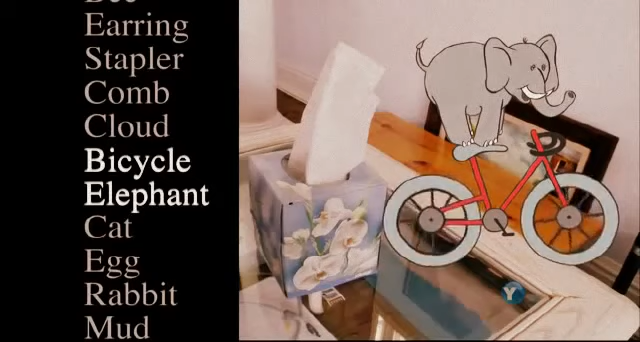 Earring
Stapler
Comb
Cloud
Bicycle
Elephant
Cat
Egg
Rabbit
Mud
Y